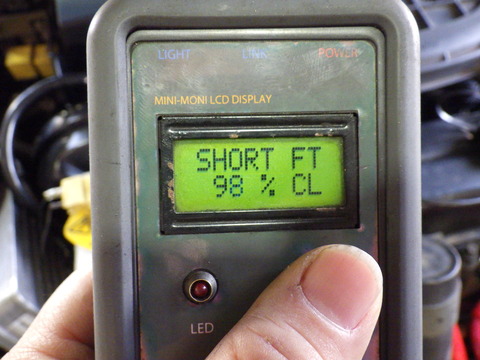 LIGHT LINK POWER
MINI-MONI LCD DISPLAY
SHORT FT
98 % CL
LED